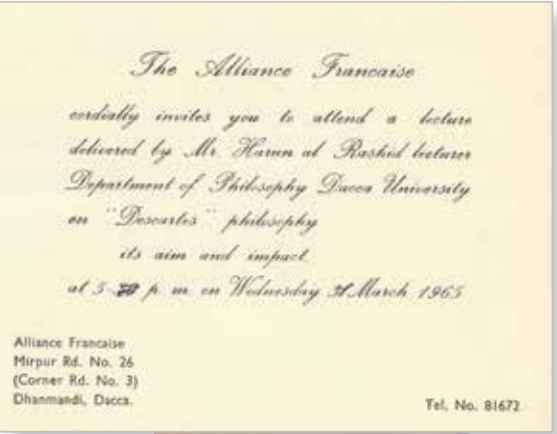 The Alliance Francaise
cordially invites you to attend a lecture
delivered by Mr. Harun al Rashid lecturer
Department of Philosophy Dacca University
on "Descartes" philosophy
its aim and impact
at 5- p. m. on Wednesday 31 March 1965
Alliance Francaise
Mirpur Rd. No. 26
(Corner Rd. No. 3)
Dhanmandi, Dacca.
Tel. No. 81672